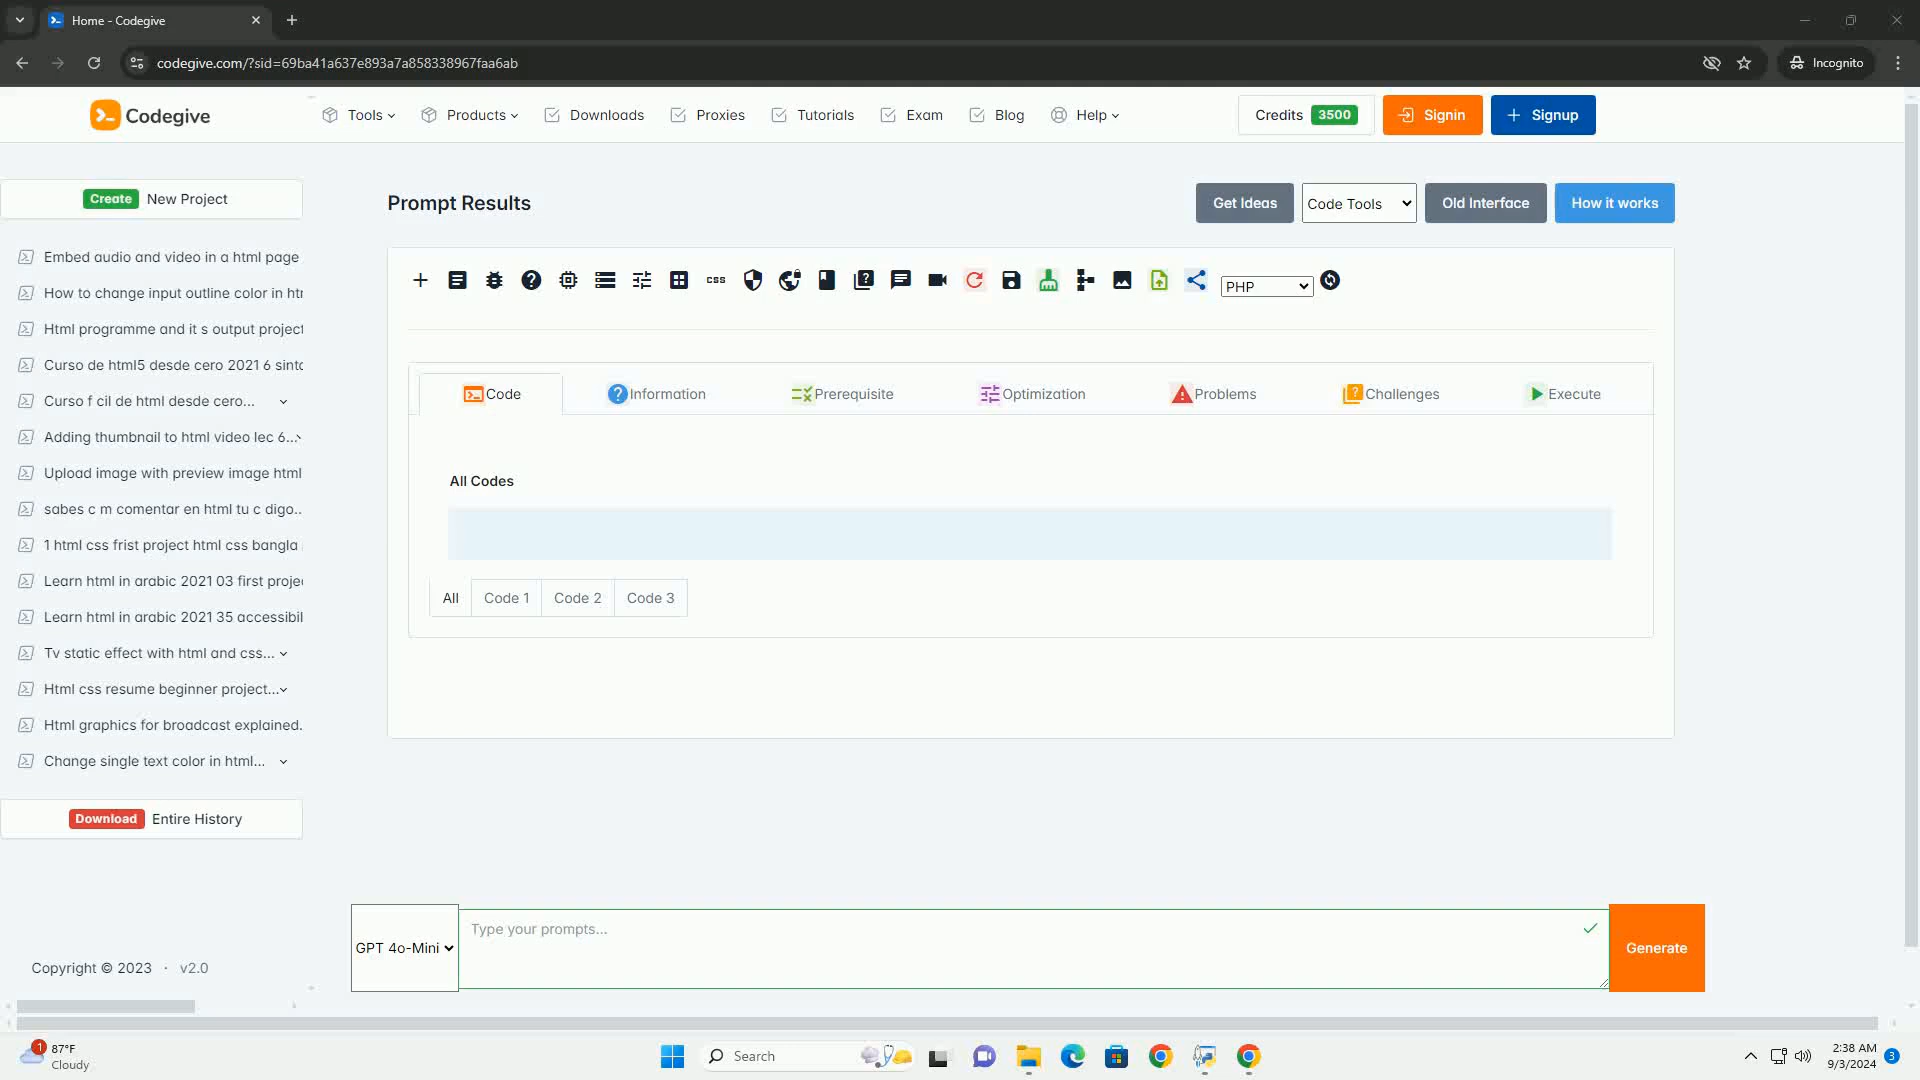 Home - Codegive
codegive.com/?sid=69ba41a637e893a7a858338967faa6ab
Incognito
Codegive
Tools
Products
Downloads
Proxies
Tutorials
Exam
Blog
Help
Credits 3500
Signin
Signup
Create New Project
Embed audio and video in a html page
How to change input outline color in htr
Html programme and it s output project
Curso de html5 desde cero 2021 6 sinta
Curso f cil de html desde cero...
Adding thumbnail to html video lec 6...
Upload image with preview image html
sabes c m comentar en html tu c digo..
1 html css frist project html css bangla
Learn html in arabic 2021 03 first proje
Learn html in arabic 2021 35 accessibil
Tv static effect with html and css...
Html css resume beginner project...
Html graphics for broadcast explained.
Change single text color in html...
Download Entire History
Copyright © 2023 · v2.0
Prompt Results
Get Ideas
Code Tools
Old Interface
How it works
css
PHP
Code
Information
Prerequisite
Optimization
Problems
Challenges
Execute
All Codes
All
Code 1
Code 2
Code 3
GPT 4o-Mini
Type your prompts...
Generate
1
87°F
Cloudy
Search
2:38 AM
9/3/2024
3